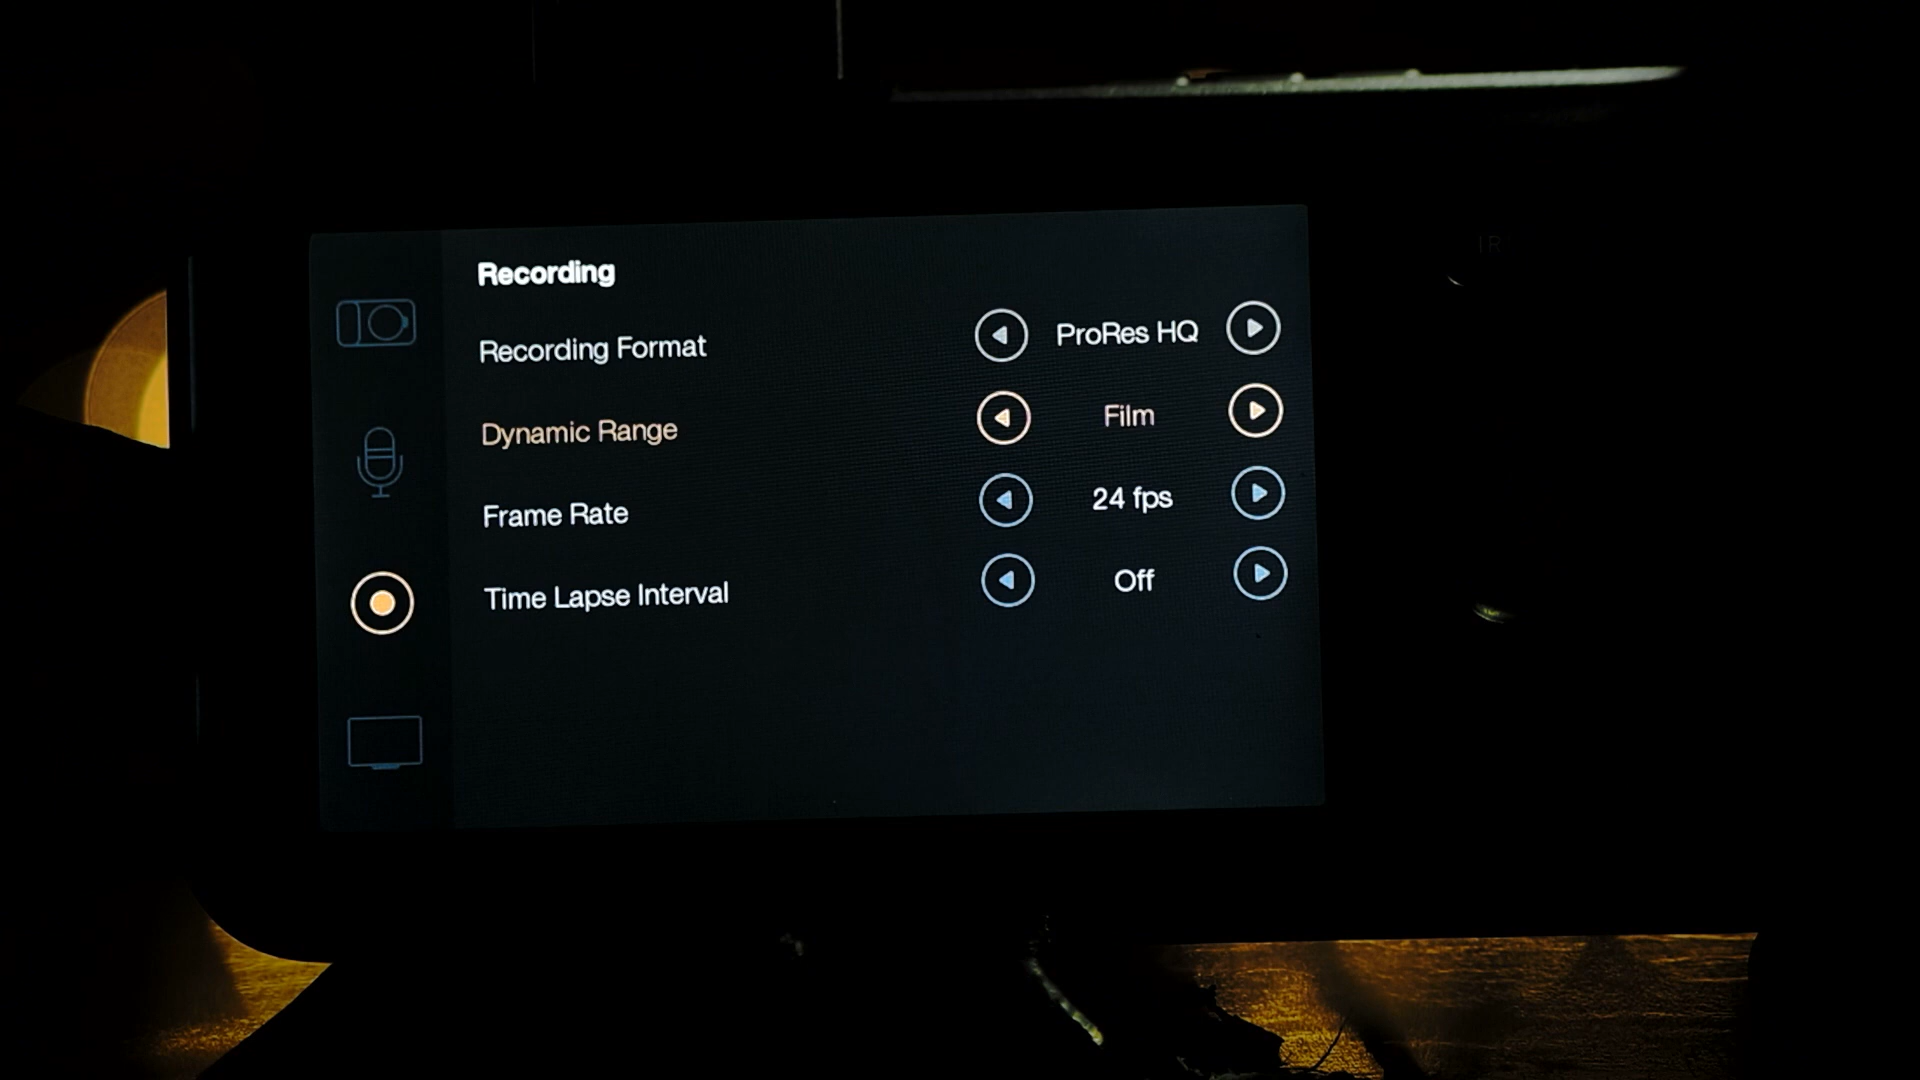 Recording
Recording Format ProRes HQ
Dynamic Range Film
Frame Rate 24 fps
Time Lapse Interval Off